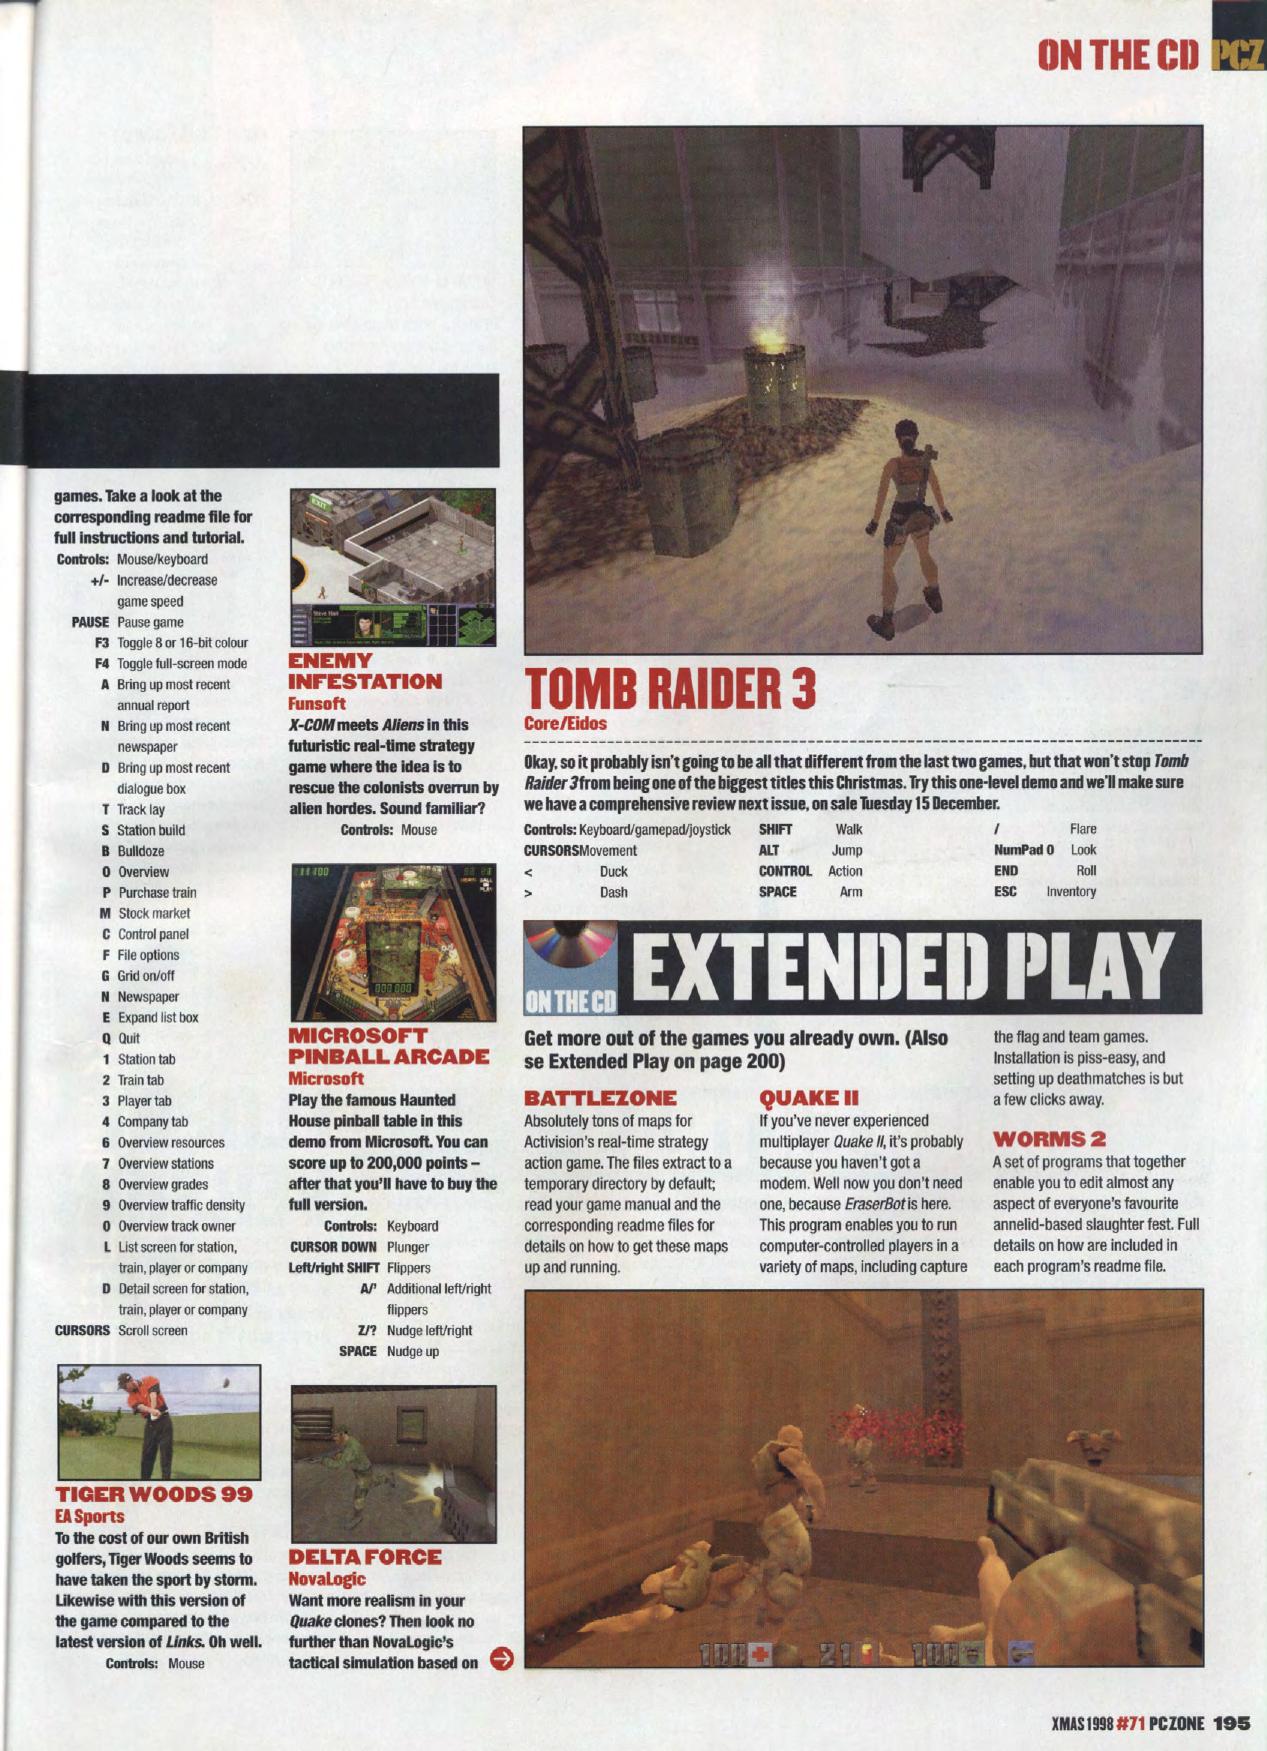 ON THE CD PCZ
games. Take a look at the
corresponding readme file for
full instructions and tutorial.
Controls: Mouse/keyboard
+/- Increase/decrease
game speed
PAUSE Pause game
F3 Toggle 8 or 16-bit colour
F4 Toggle full-screen mode
A Bring up most recent
annual report
N Bring up most recent
newspaper
D Bring up most recent
dialogue box
T Track lay
S Station build
B Bulldoze
O Overview
P Purchase train
M Stock market
C Control panel
F File options
G Grid on/off
N Newspaper
E Expand list box
Q Quit
1 Station tab
2 Train tab
3 Player tab
4 Company tab
6 Overview resources
7 Overview stations
8 Overview grades
9 Overview traffic density
0 Overview track owner
L List screen for station,
train, player or company
D Detail screen for station,
train, player or company
CURSORS Scroll screen
TIGER WOODS 99
EA Sports
To the cost of our own British
golfers, Tiger Woods seems to
have taken the sport by storm.
Likewise with this version of
the game compared to the
latest version of Links. Oh well.
Controls: Mouse
EXIT
Steve Hall
ENEMY
INFESTATION
Funsoft
X-COM meets Aliens in this
futuristic real-time strategy
game where the idea is to
rescue the colonists overrun by
alien hordes. Sound familiar?
Controls: Mouse
MICROSOFT
PINBALL ARCADE
Microsoft
Play the famous Haunted
House pinball table in this
demo from Microsoft. You can
score up to 200,000 points –
after that you'll have to buy the
full version.
Controls: Keyboard
CURSOR DOWN Plunger
Left/right SHIFT Flippers
A/' Additional left/right
flippers
Z/? Nudge left/right
SPACE Nudge up
DELTA FORCE
NovaLogic
Want more realism in your
Quake clones? Then look no
further than NovaLogic's
tactical simulation based on
TOMB RAIDER 3
Core/Eidos
Okay, so it probably isn't going to be all that different from the last two games, but that won't stop Tomb
Raider 3 from being one of the biggest titles this Christmas. Try this one-level demo and we'll make sure
we have a comprehensive review next issue, on sale Tuesday 15 December.
Controls: Keyboard/gamepad/joystick
CURSORS Movement
< Duck
> Dash
SHIFT Walk
ALT Jump
CONTROL Action
SPACE Arm
/ Flare
NumPad 0 Look
END Roll
ESC Inventory
ON THE CD
EXTENDED PLAY
Get more out of the games you already own. (Also
se Extended Play on page 200)
BATTLEZONE
Absolutely tons of maps for
Activision's real-time strategy
action game. The files extract to a
temporary directory by default;
read your game manual and the
corresponding readme files for
details on how to get these maps
up and running.
QUAKE II
If you've never experienced
multiplayer Quake II, it's probably
because you haven't got a
modem. Well now you don't need
one, because EraserBot is here.
This program enables you to run
computer-controlled players in a
variety of maps, including capture
the flag and team games.
Installation is piss-easy, and
setting up deathmatches is but
a few clicks away.
WORMS 2
A set of programs that together
enable you to edit almost any
aspect of everyone's favourite
annelid-based slaughter fest. Full
details on how are included in
each program's readme file.
100 21 100
XMAS 1998 #71 PC ZONE 195